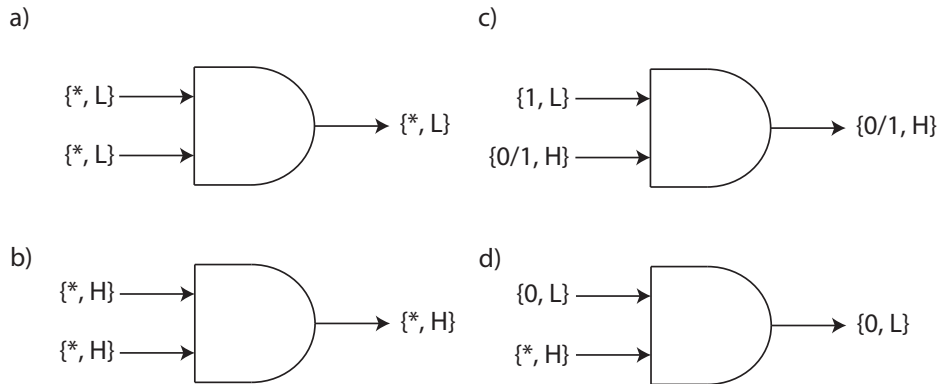 a)
{*, L}
{*, L}
{*, L}
b)
{*, H}
{*, H}
{*, H}
c)
{1, L}
{0/1, H}
{0/1, H}
d)
{0, L}
{*, H}
{0, L}